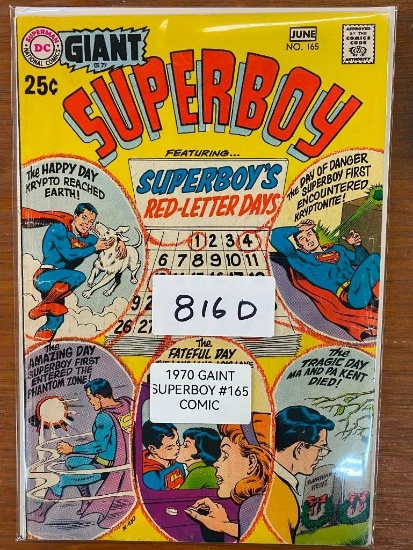 SUPERMAN
DC
NATIONAL COMICS
GIANT
G 77
25¢
JUNE
NO. 165
APPROVED
BY THE
COMICS
CODE
AUTHORITY
SUPERBOY
FEATURING...
SUPERBOY'S
RED-LETTER DAYS
The HAPPY DAY
KRYPTO REACHED
EARTH!
The DAY OF DANGER
SUPERBOY FIRST
ENCOUNTERED
KRYPTONITE!
1 2 3 4
6 7 8 9 10 11
26 27
816 D
The
AMAZING DAY
SUPERBOY FIRST
ENTERED THE
PHANTOM ZONE!
The
FATEFUL DAY
1970 GAINT
SUPERBOY #165
COMIC
The
TRAGIC DAY
MA AND PA KENT
DIED!